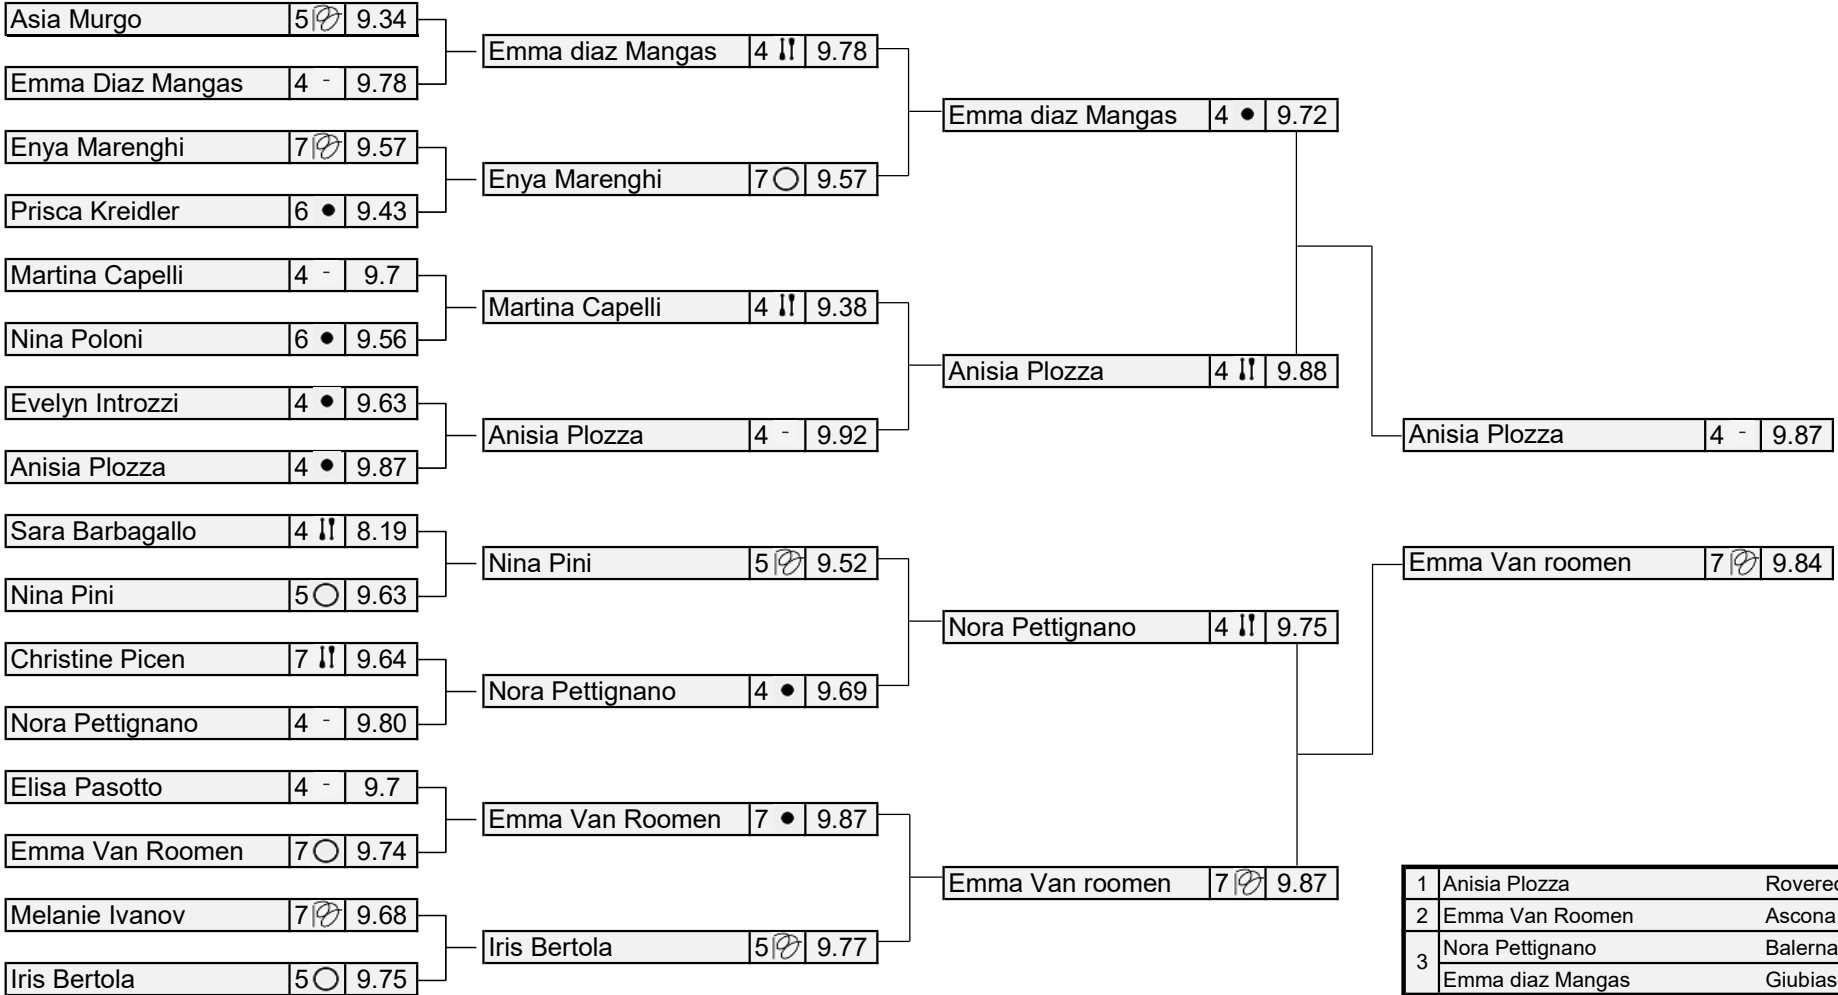 Asia Murgo 5 9.34
Emma Diaz Mangas 4 - 9.78
Enya Marenghi 7 9.57
Prisca Kreidler 6 9.43
Martina Capelli 4 - 9.7
Nina Poloni 6 9.56
Evelyn Introzzi 4 9.63
Anisia Plozza 4 9.87
Sara Barbagallo 4 8.19
Nina Pini 5 9.63
Christine Picen 7 9.64
Nora Pettignano 4 - 9.80
Elisa Pasotto 4 - 9.7
Emma Van Roomen 7 9.74
Melanie Ivanov 7 9.68
Iris Bertola 5 9.75
Emma diaz Mangas 4 9.78
Enya Marenghi 7 9.57
Martina Capelli 4 9.38
Anisia Plozza 4 - 9.92
Nina Pini 5 9.52
Nora Pettignano 4 9.69
Emma Van Roomen 7 9.87
Iris Bertola 5 9.77
Emma diaz Mangas 4 9.72
Anisia Plozza 4 9.88
Nora Pettignano 4 9.75
Emma Van roomen 7 9.87
Anisia Plozza 4 - 9.87
Emma Van roomen 7 9.84
1 Anisia Plozza
2 Emma Van Roomen Ascona
3 Nora Pettignano Balerna
Emma diaz Mangas